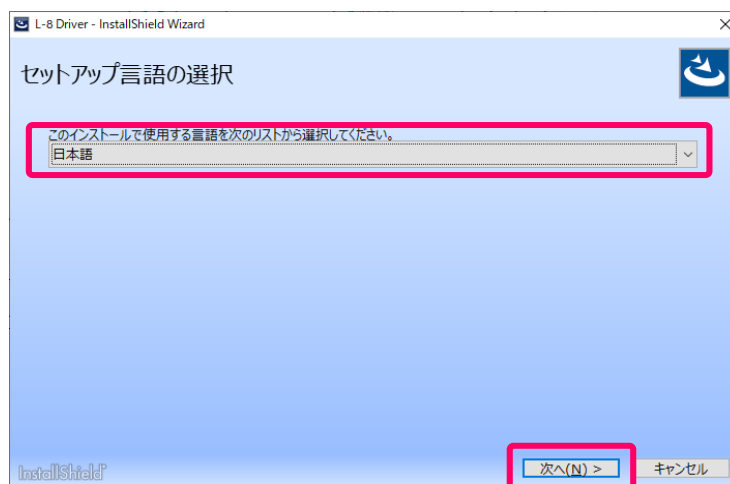 L-8 Driver - InstallShield Wizard
セットアップ言語の選択
このインストールで使用する言語を次のリストから選択してください。
日本語
InstallShield
次へ(N) >
キャンセル